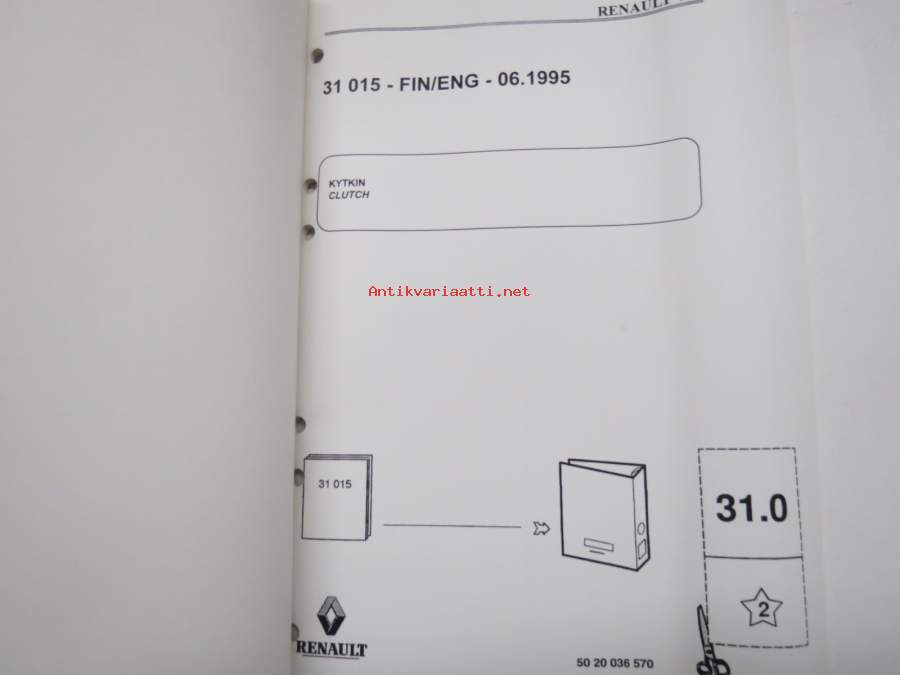 RENAULT
31 015 - FIN/ENG - 06.1995
KYTKIN
CLUTCH
Antikvariaatti.net
31 015
31.0
2
RENAULT
50 20 036 570